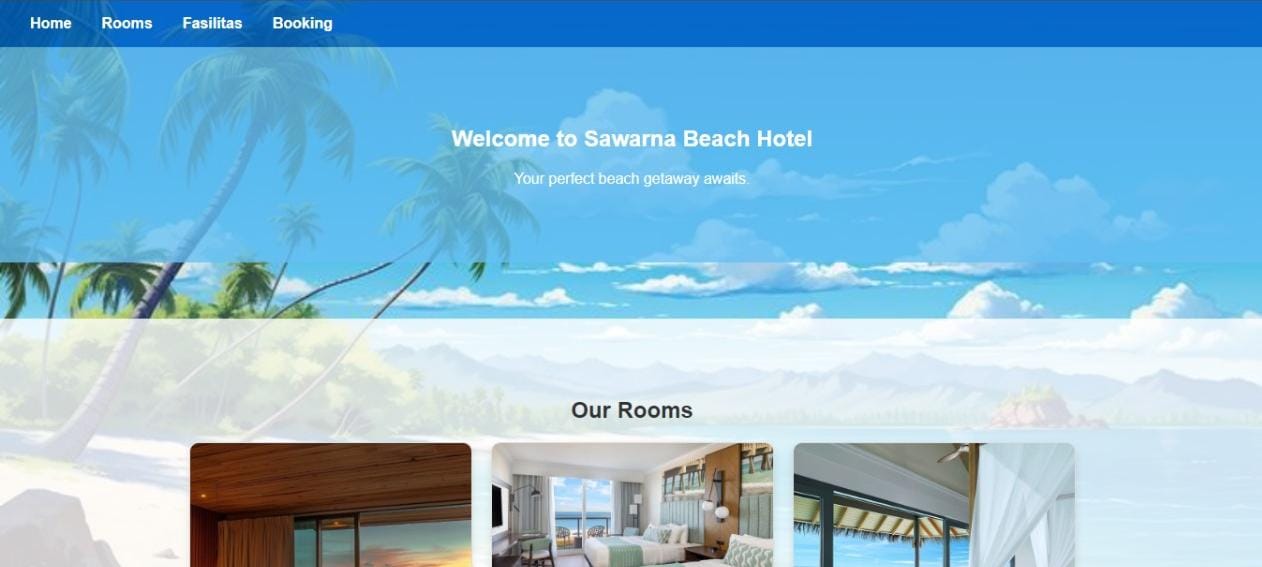 Home Rooms Fasilitas Booking
Welcome to Sawarna Beach Hotel
Your perfect beach getaway awaits.
Our Rooms